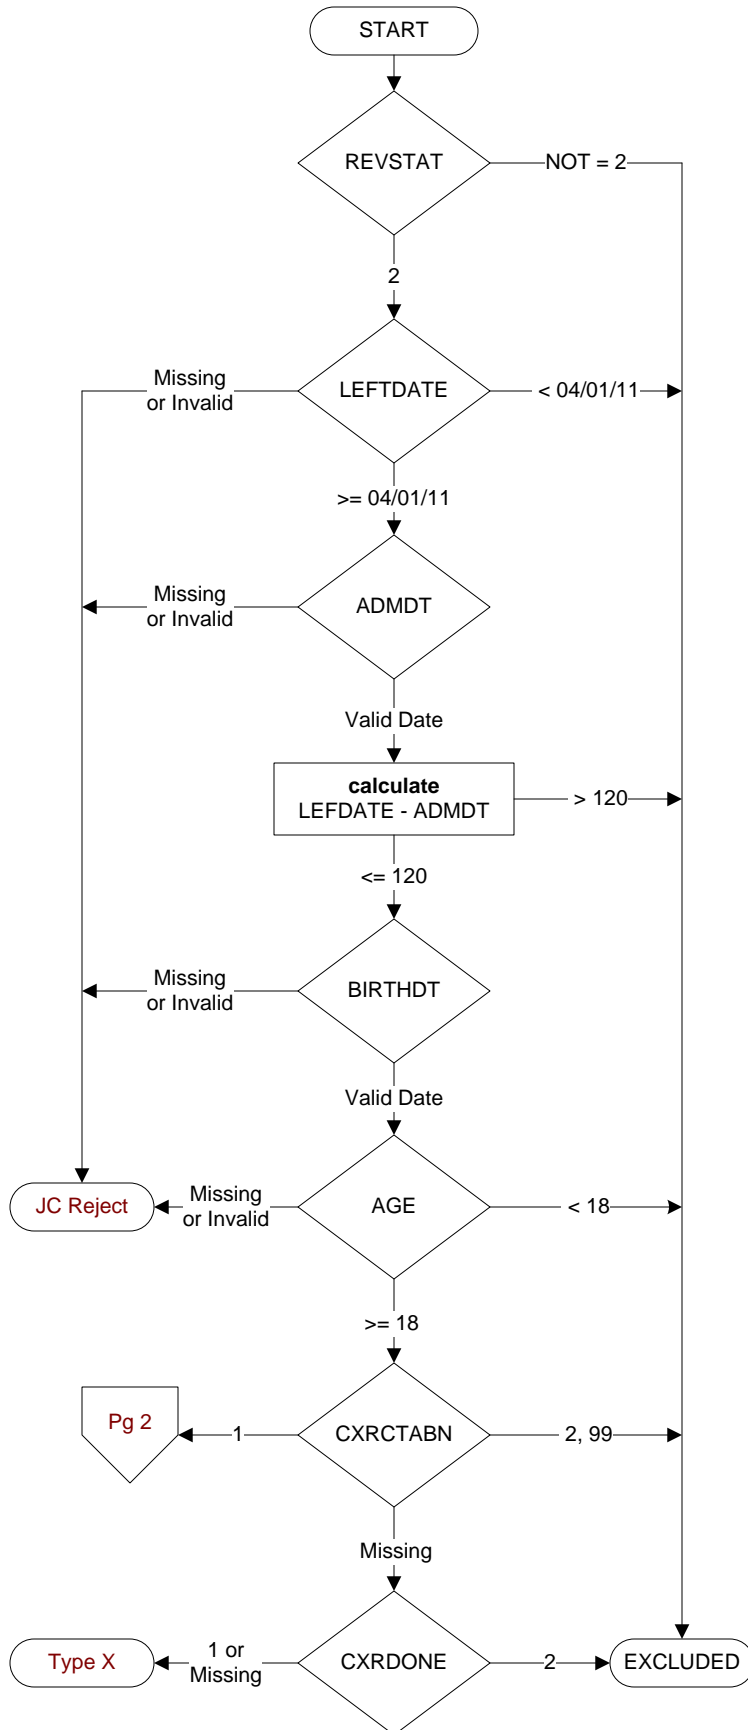 START
REVSTAT
NOT = 2
2
Missing
or Invalid
LEFTDATE
< 04/01/11
>= 04/01/11
Missing
or Invalid
ADMDT
Valid Date
calculate
LEFDATE - ADMDT
> 120
<= 120
Missing
or Invalid
BIRTHDT
Valid Date
JC Reject
Missing
or Invalid
AGE
< 18
>= 18
Pg 2
1
CXRCTABN
2, 99
Missing
Type X
1 or
Missing
CXRDONE
2
EXCLUDED